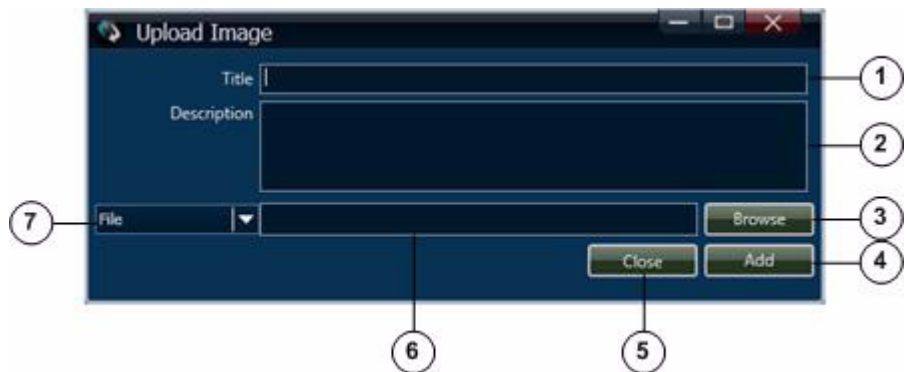 Upload Image
Title 1
Description 2
7 File Browse 3
Close Add 4
6 5